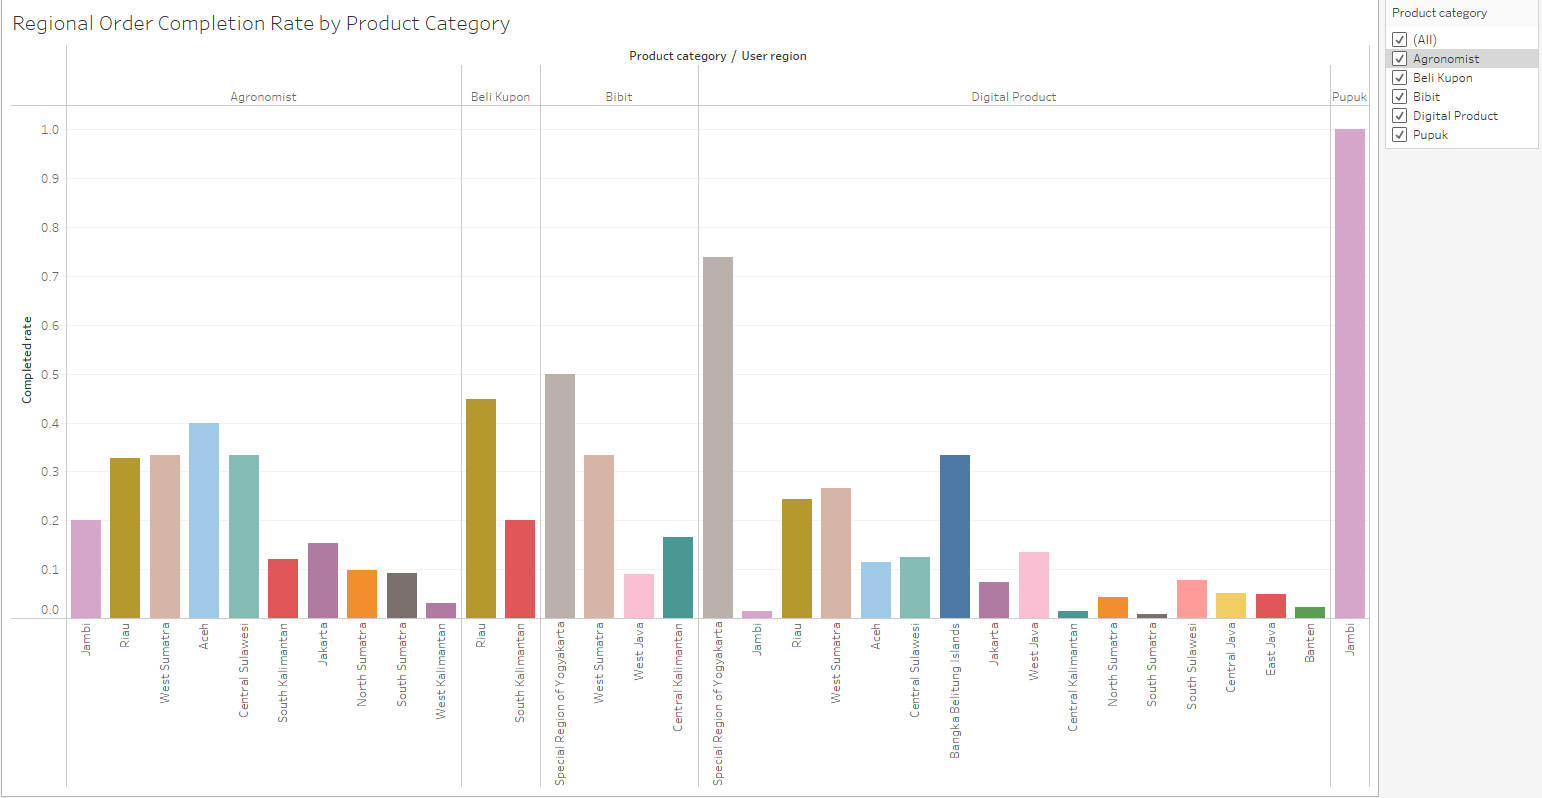 Regional Order Completion Rate by Product Category
Product category / User region
Agronomist
Beli Kupon
Bibit
Digital Product
Pupuk
Completed rate
1.0
0.9
0.8
0.7
0.6
0.5
0.4
0.3
0.2
0.1
0.0
Jambi
Riau
West Sumatra
Aceh
Central Sulawesi
South Kalimantan
Jakarta
North Sumatra
South Sumatra
West Kalimantan
Riau
South Kalimantan
Special Region of Yogyakarta
West Sumatra
West Java
Central Kalimantan
Special Region of Yogyakarta
Jambi
Riau
West Sumatra
Aceh
Central Sulawesi
Bangka Belitung Islands
Jakarta
West Java
Central Kalimantan
North Sumatra
South Sumatra
South Sulawesi
Central Java
East Java
Banten
Jambi
Product category
(All)
Agronomist
Beli Kupon
Bibit
Digital Product
Pupuk